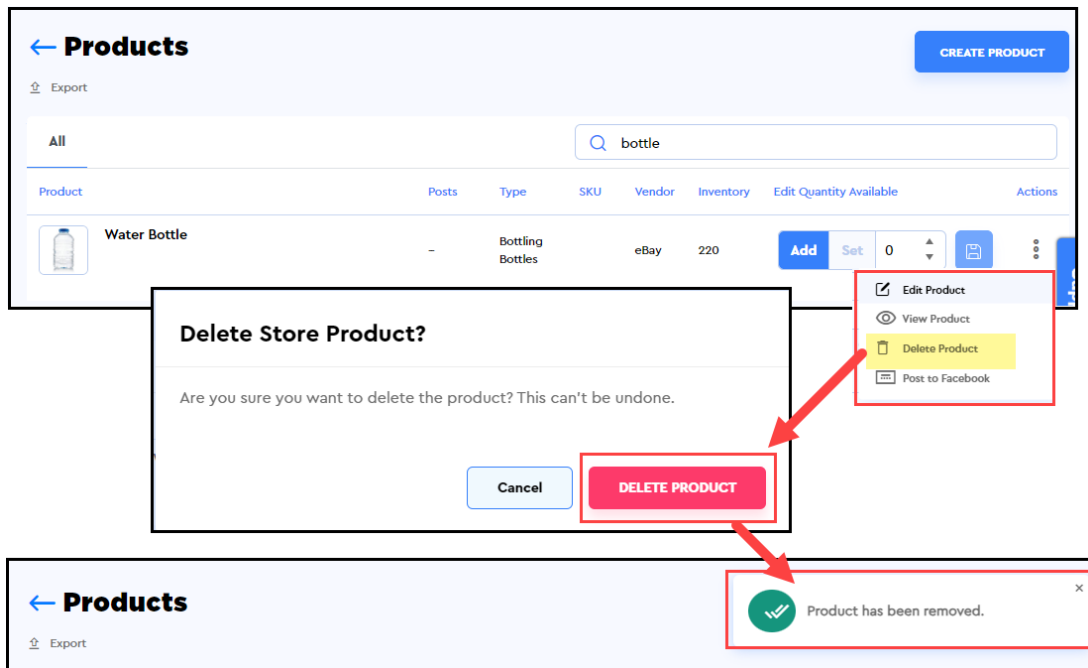 ← Products
CREATE PRODUCT
Export
All
bottle
Product Posts Type SKU Vendor Inventory Edit Quantity Available Actions
Water Bottle
– Bottling Bottles eBay 220 Add Set 0
Edit Product
View Product
Delete Product
Post to Facebook
Delete Store Product?
Are you sure you want to delete the product? This can't be undone.
Cancel DELETE PRODUCT
← Products
Product has been removed. ×
Export